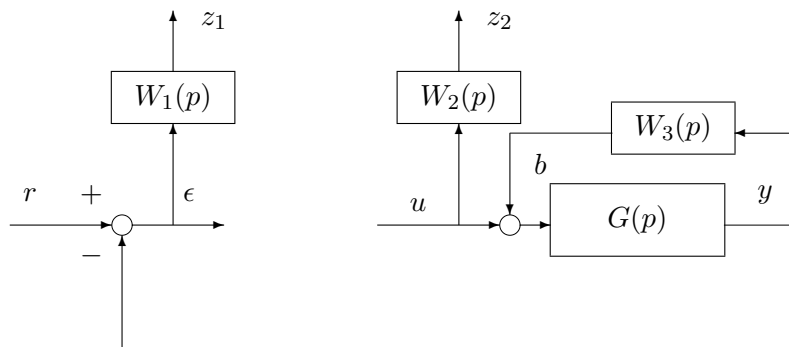 z₁
z₂
W₁(p)
W₂(p)
W₃(p)
r
+
ϵ
u
b
G(p)
y
−